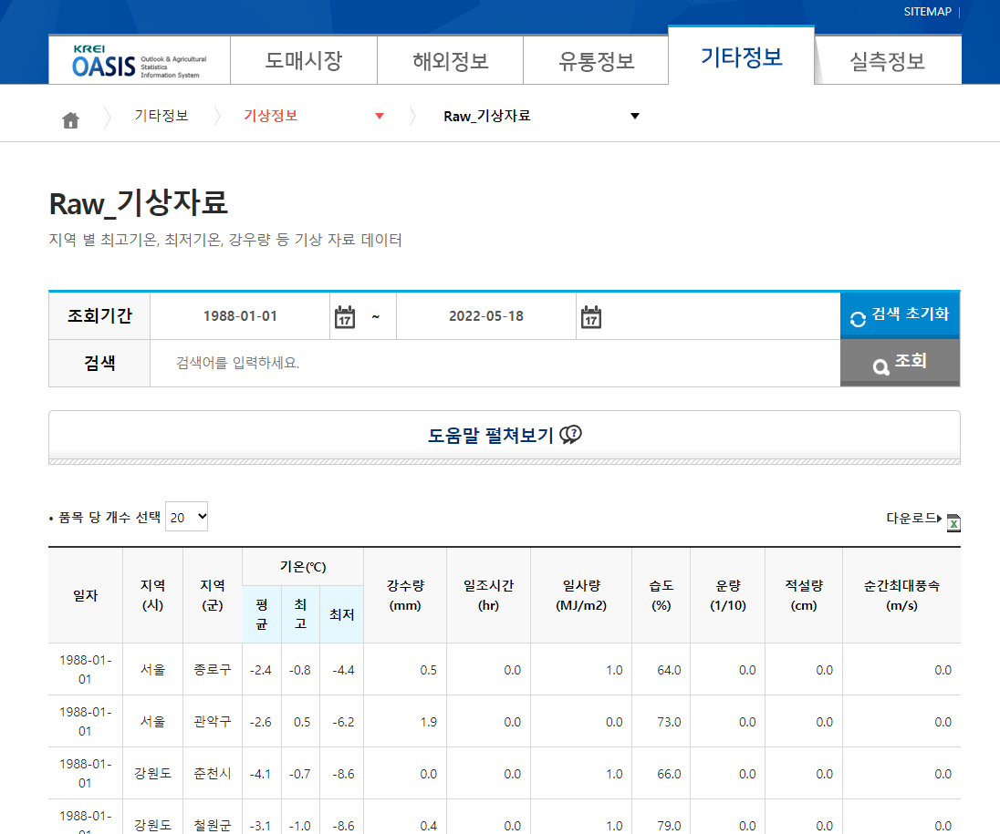 SITEMAP
KREI
OASIS
Outlook & Agricultural
Statistics
Information System
도매시장 해외정보 유통정보 기타정보 실측정보
기타정보 기상정보 Raw_기상자료
Raw_기상자료
지역 별 최고기온, 최저기온, 강우량 등 기상 자료 데이터
조회기간 1988-01-01 17 ~ 2022-05-18 17 검색 초기화
검색 검색어를 입력하세요. 조회
도움말 펼쳐보기 ?
• 품목 당 개수 선택 20 다운로드 X
일자 지역(시) 지역(군) 기온(℃) 강수량(mm) 일조시간(hr) 일사량(MJ/m2) 습도(%) 운량(1/10) 적설량(cm) 순간최대풍속(m/s)
평균 최고 최저
1988-01-01 서울 종로구 -2.4 -0.8 -4.4 0.5 0.0 1.0 64.0 0.0 0.0 0.0
1988-01-01 서울 관악구 -2.6 0.5 -6.2 1.9 0.0 0.0 73.0 0.0 0.0 0.0
1988-01-01 강원도 춘천시 -4.1 -0.7 -8.6 0.0 0.0 1.0 66.0 0.0 0.0 0.0
1988-01-01 강원도 철원군 -3.1 -1.0 -8.6 0.4 0.0 1.0 79.0 0.0 0.0 0.0